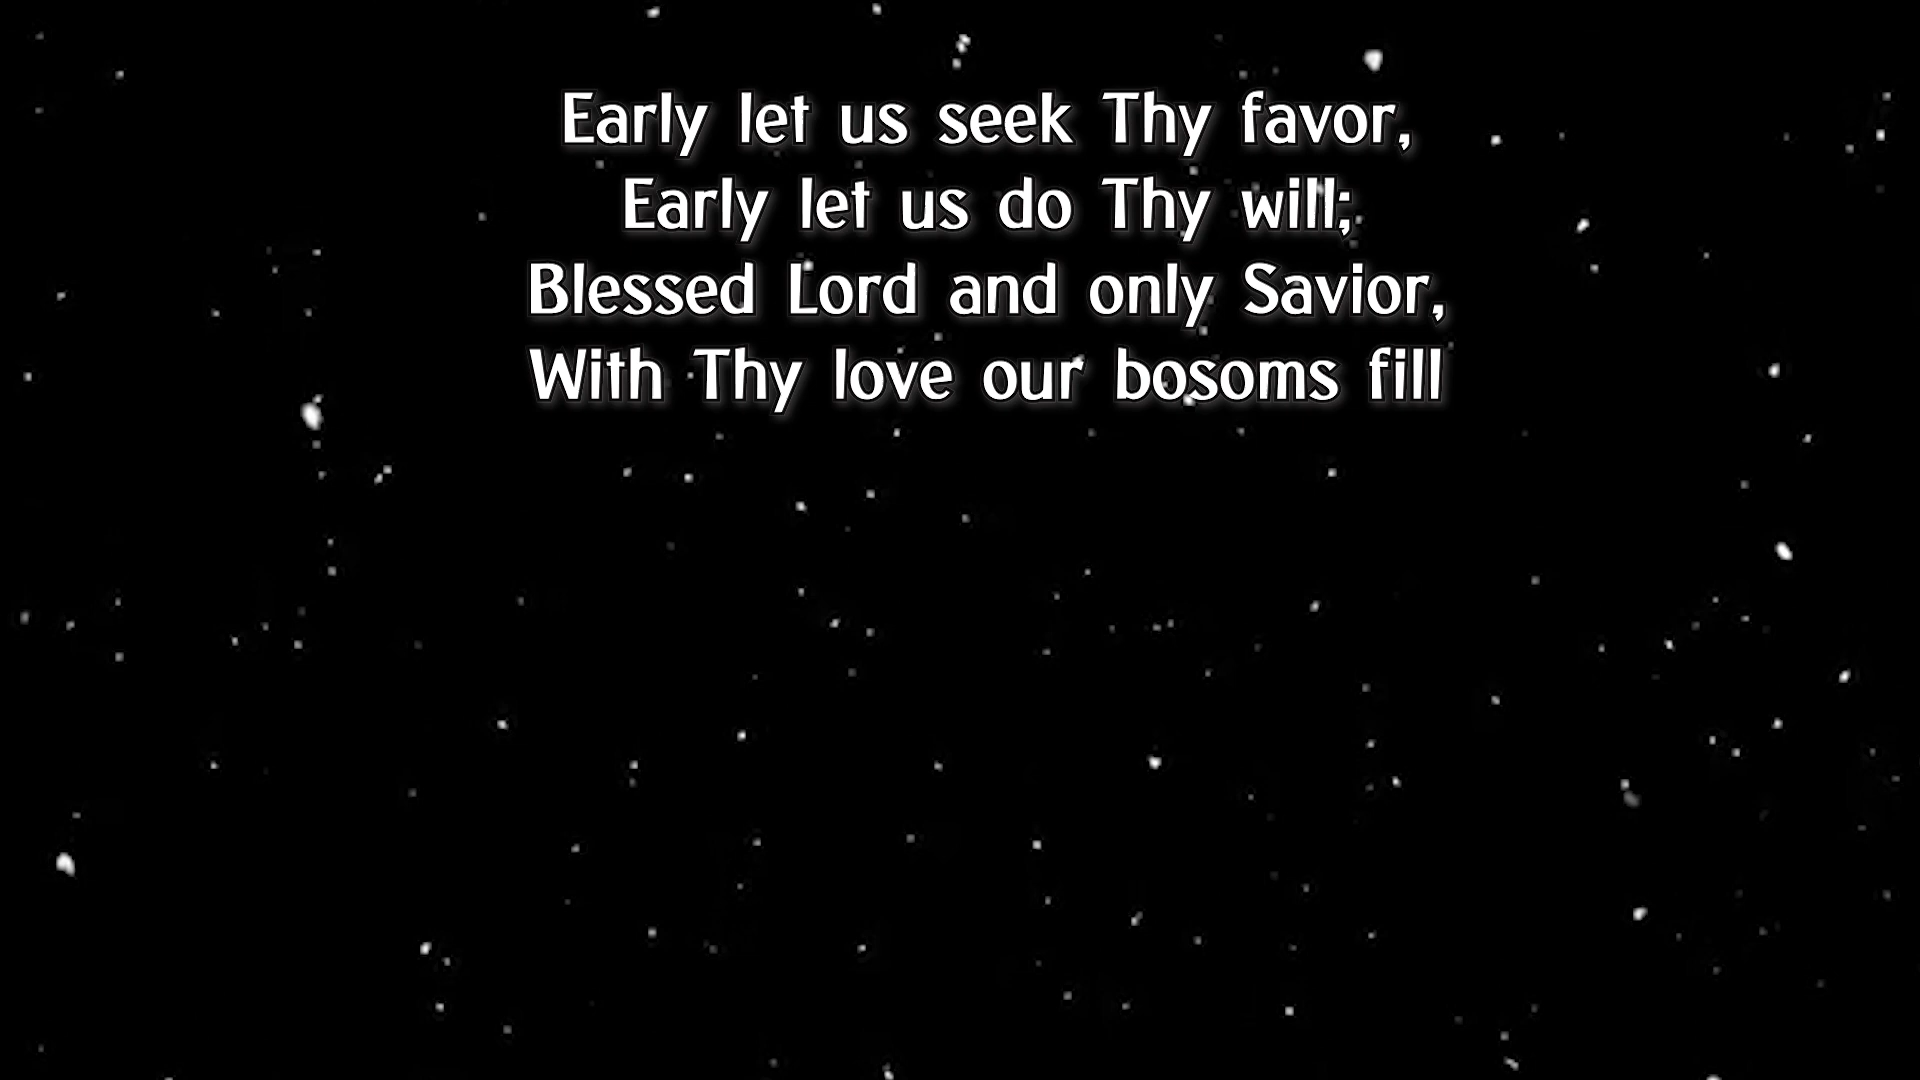 Early let us seek Thy favor,
Early let us do Thy will;
Blessed Lord and only Savior,
With Thy love our bosoms fill